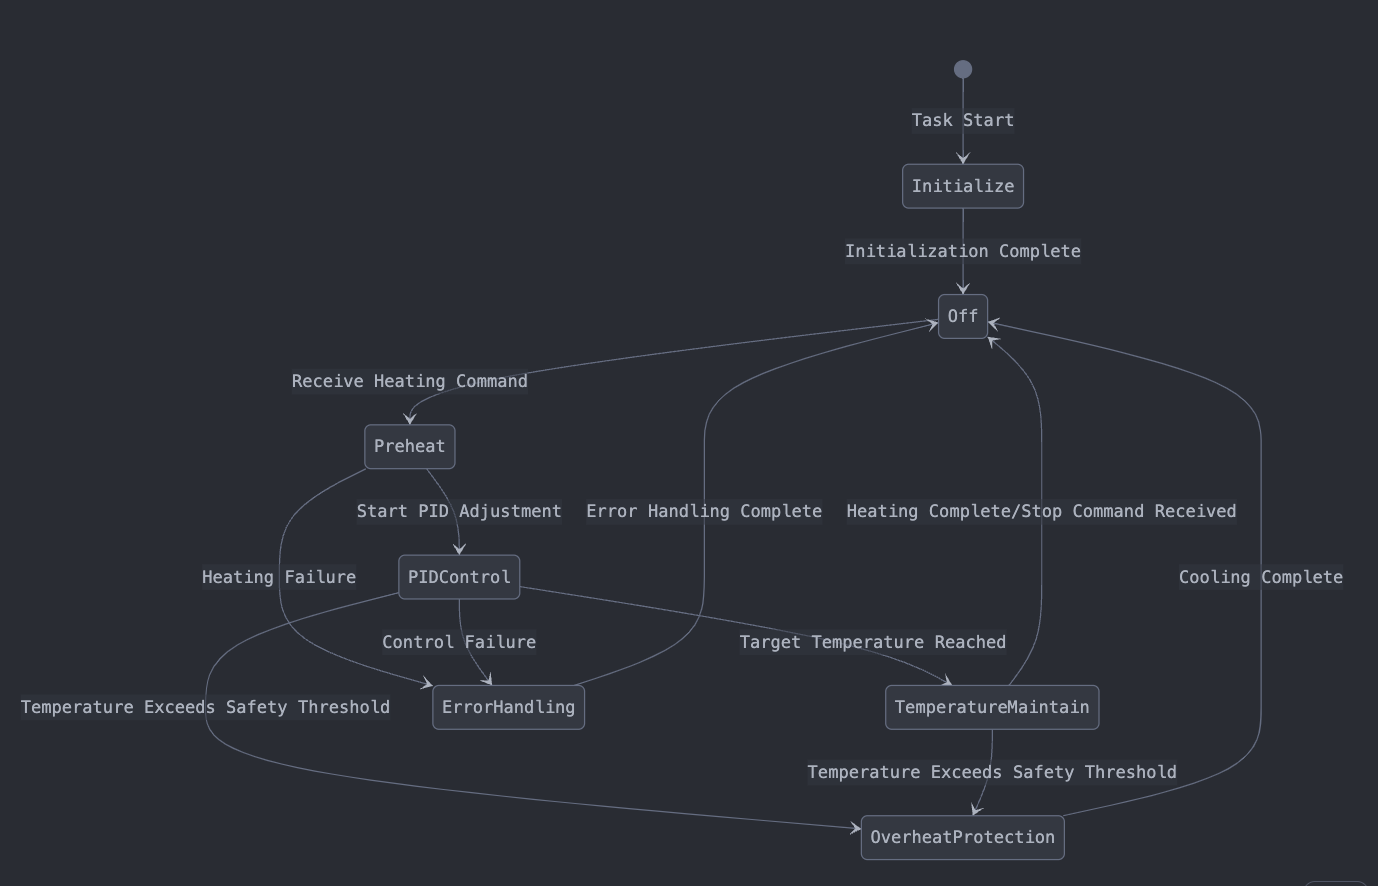 Task Start
Initialize
Initialization Complete
Off
Receive Heating Command
Preheat
Start PID Adjustment
Error Handling Complete
Heating Complete/Stop Command Received
Heating Failure
PIDControl
Cooling Complete
Control Failure
Target Temperature Reached
Temperature Exceeds Safety Threshold
ErrorHandling
TemperatureMaintain
Temperature Exceeds Safety Threshold
OverheatProtection